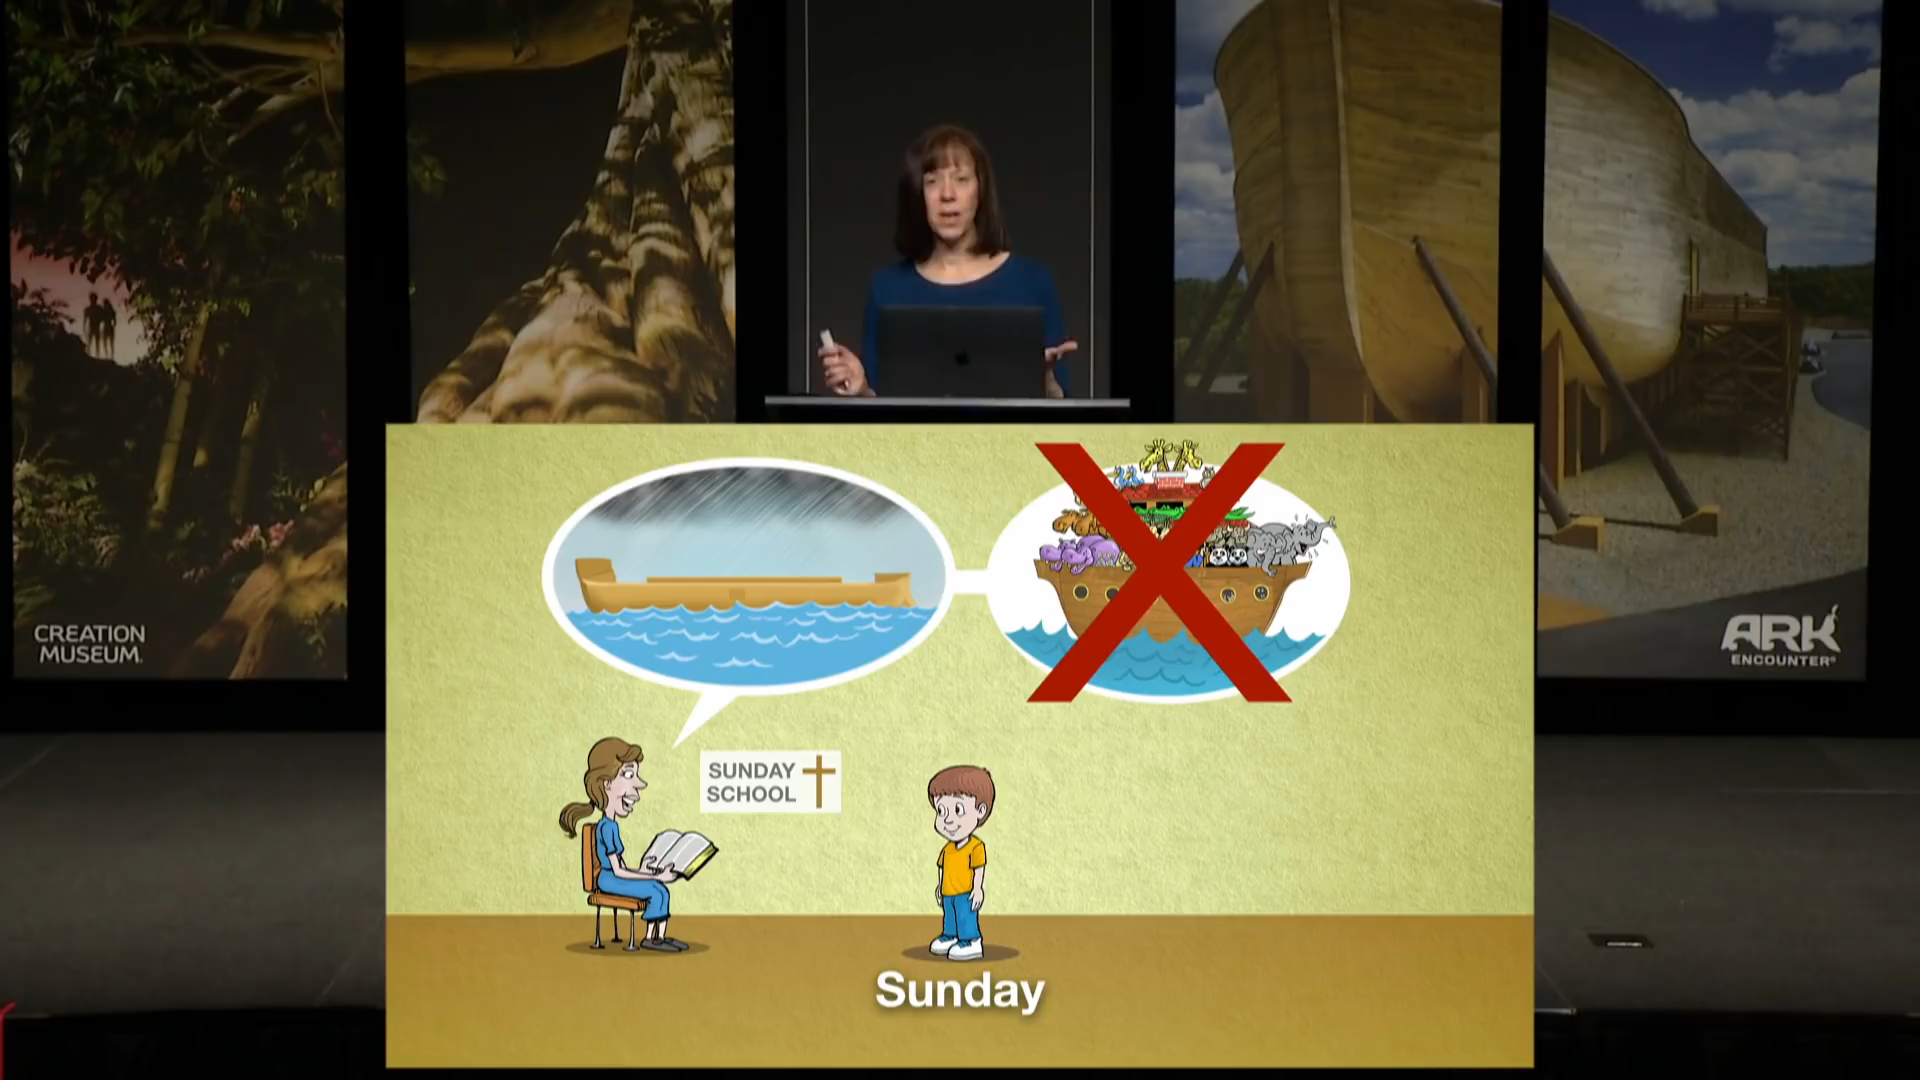 CREATION
MUSEUM
ARK
ENCOUNTER
SUNDAY
SCHOOL
Sunday